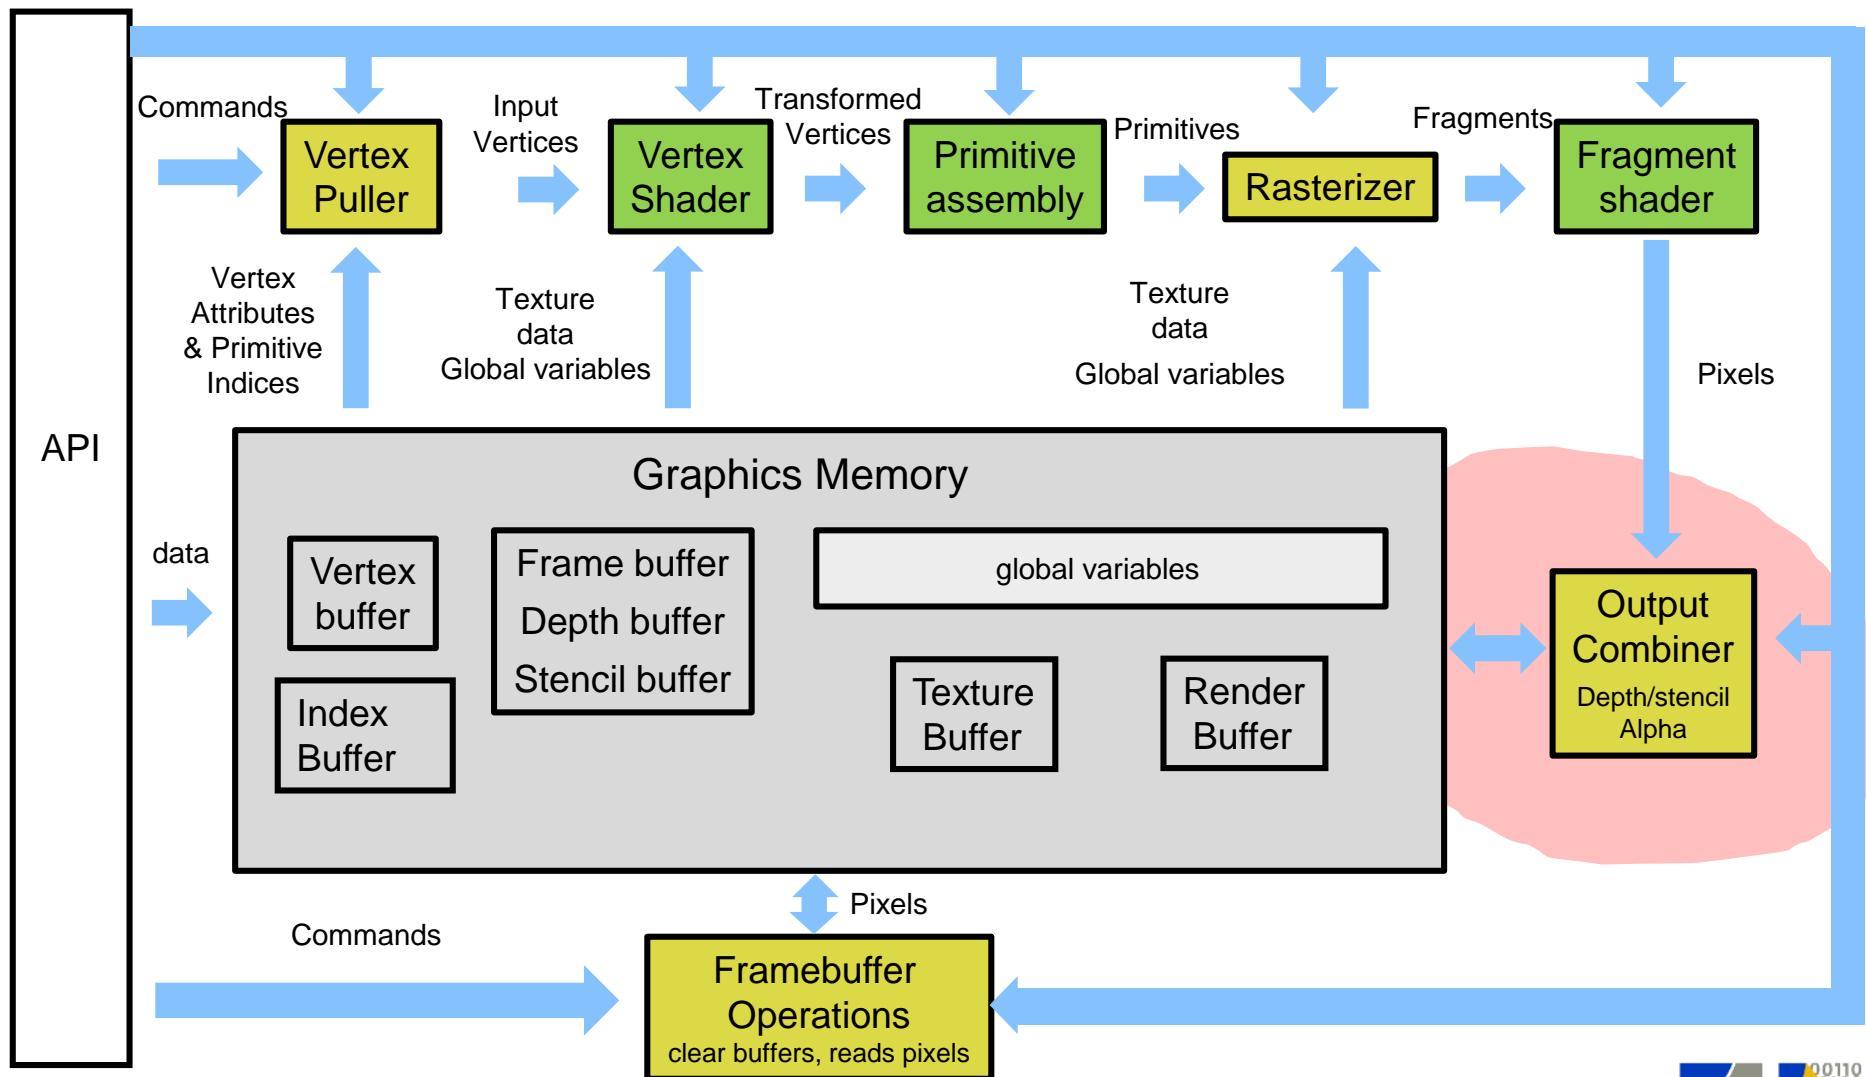 API
Commands
Vertex
Puller
Input
Vertices
Vertex
Shader
Transformed
Vertices
Primitive
assembly
Primitives
Rasterizer
Fragments
Fragment
shader
Vertex
Attributes
& Primitive
Indices
Texture
data
Global variables
Texture
data
Global variables
Pixels
data
Graphics Memory
Vertex
buffer
Index
Buffer
Frame buffer
Depth buffer
Stencil buffer
global variables
Texture
Buffer
Render
Buffer
Output
Combiner
Depth/stencil
Alpha
Pixels
Commands
Framebuffer
Operations
clear buffers, reads pixels
00110